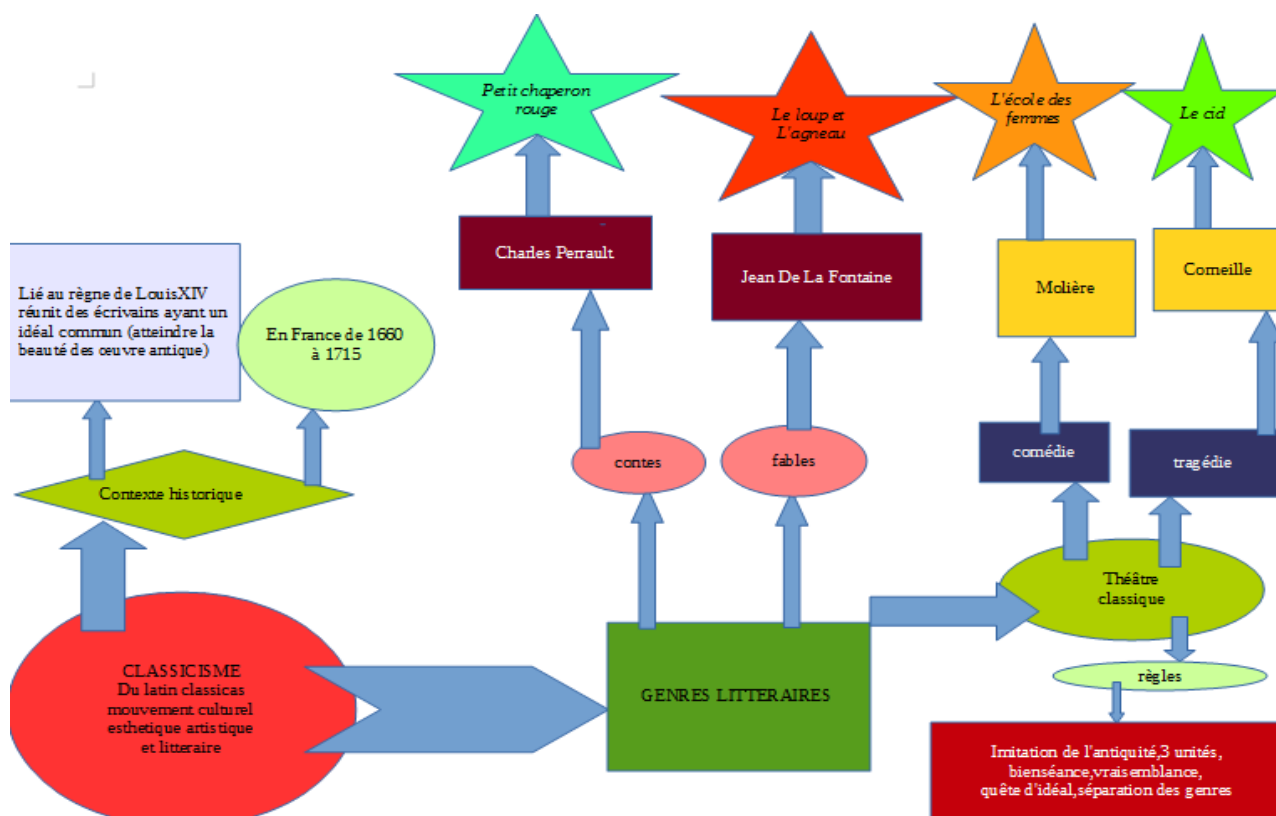 Petit chaperon
rouge
Le loup et
L'agneau
L'école des
femmes
Le cid
Charles Perrault
Jean De La Fontaine
Molière
Corneille
Lié au règne de LouisXIV
réunit des écrivains ayant un
idéal commun (atteindre la
beauté des œuvre antique)
En France de 1660
à 1715
contes
fables
comédie
tragédie
Contexte historique
Théâtre
classique
CLASSICISME
Du latin classicas
mouvement culturel
esthetique artistique
et litteraire
GENRES LITTERAIRES
règles
Imitation de l'antiquité,3 unités,
bienséance,vraisemblance,
quête d'idéal,séparation des genres